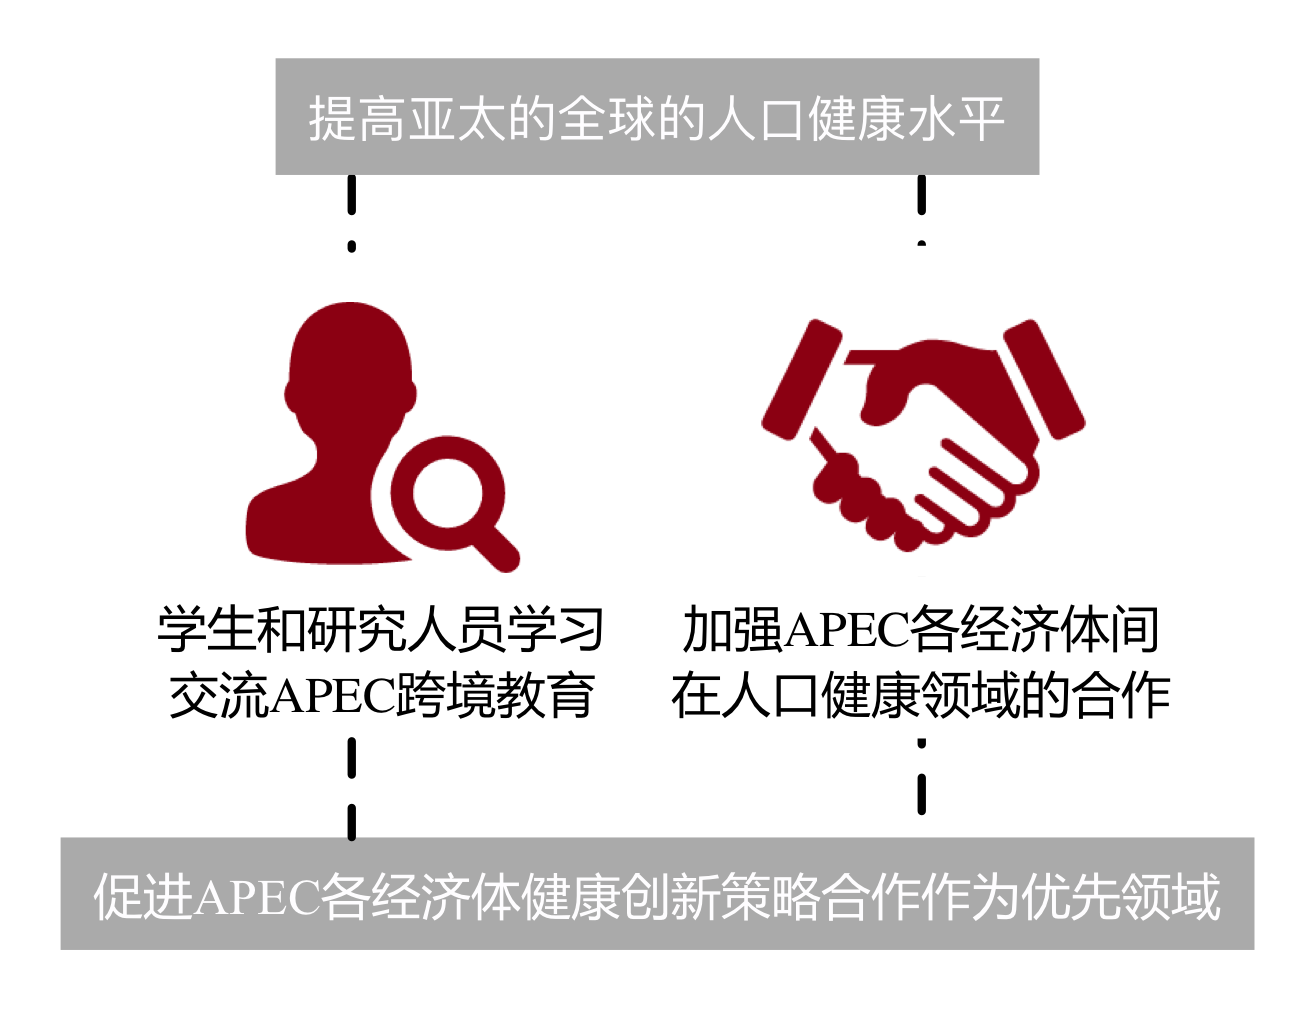 提高亚太的全球的人口健康水平
学生和研究人员学习
交流APEC跨境教育
加强APEC各经济体间
在人口健康领域的合作
促进APEC各经济体健康创新策略合作作为优先领域